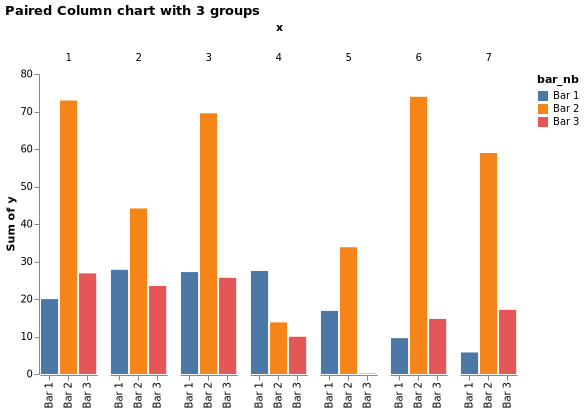 Paired Column chart with 3 groups
x
1 2 3 4 5 6 7
bar_nb
Bar 1
Bar 2
Bar 3
Sum of y
80
70
60
50
40
30
20
10
0
Bar 1 Bar 2 Bar 3 Bar 1 Bar 2 Bar 3 Bar 1 Bar 2 Bar 3 Bar 1 Bar 2 Bar 3 Bar 1 Bar 2 Bar 3 Bar 1 Bar 2 Bar 3 Bar 1 Bar 2 Bar 3